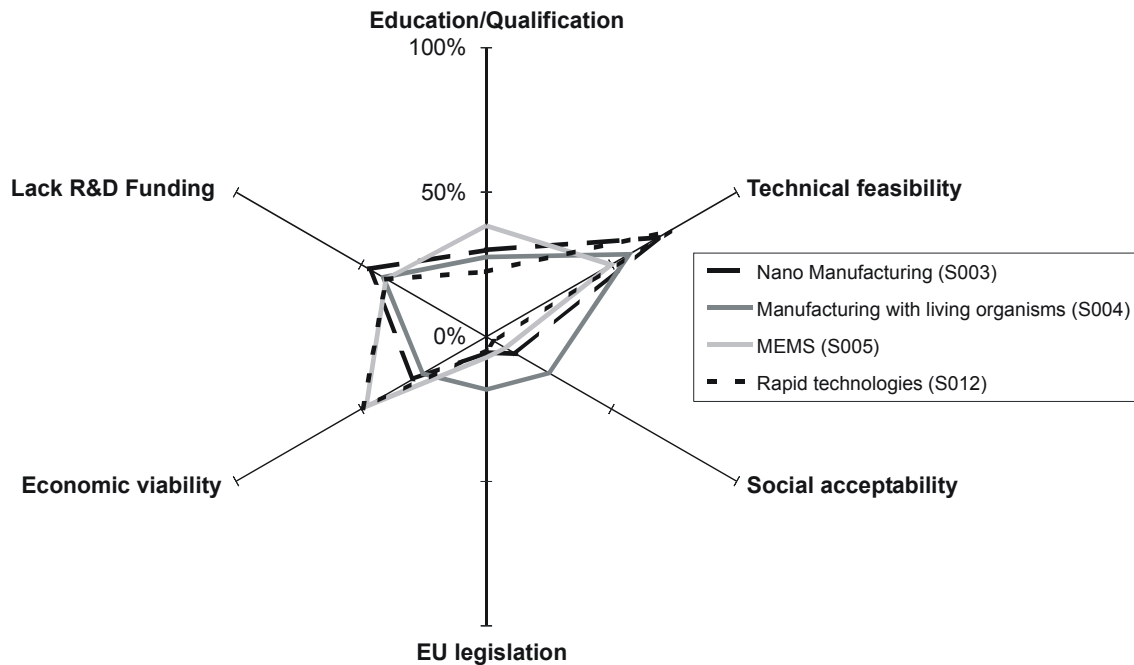 Education/Qualification
100%
Lack R&D Funding
50%
Technical feasibility
Nano Manufacturing (S003)
Manufacturing with living organisms (S004)
0%
MEMS (S005)
Rapid technologies (S012)
Economic viability
Social acceptability
EU legislation